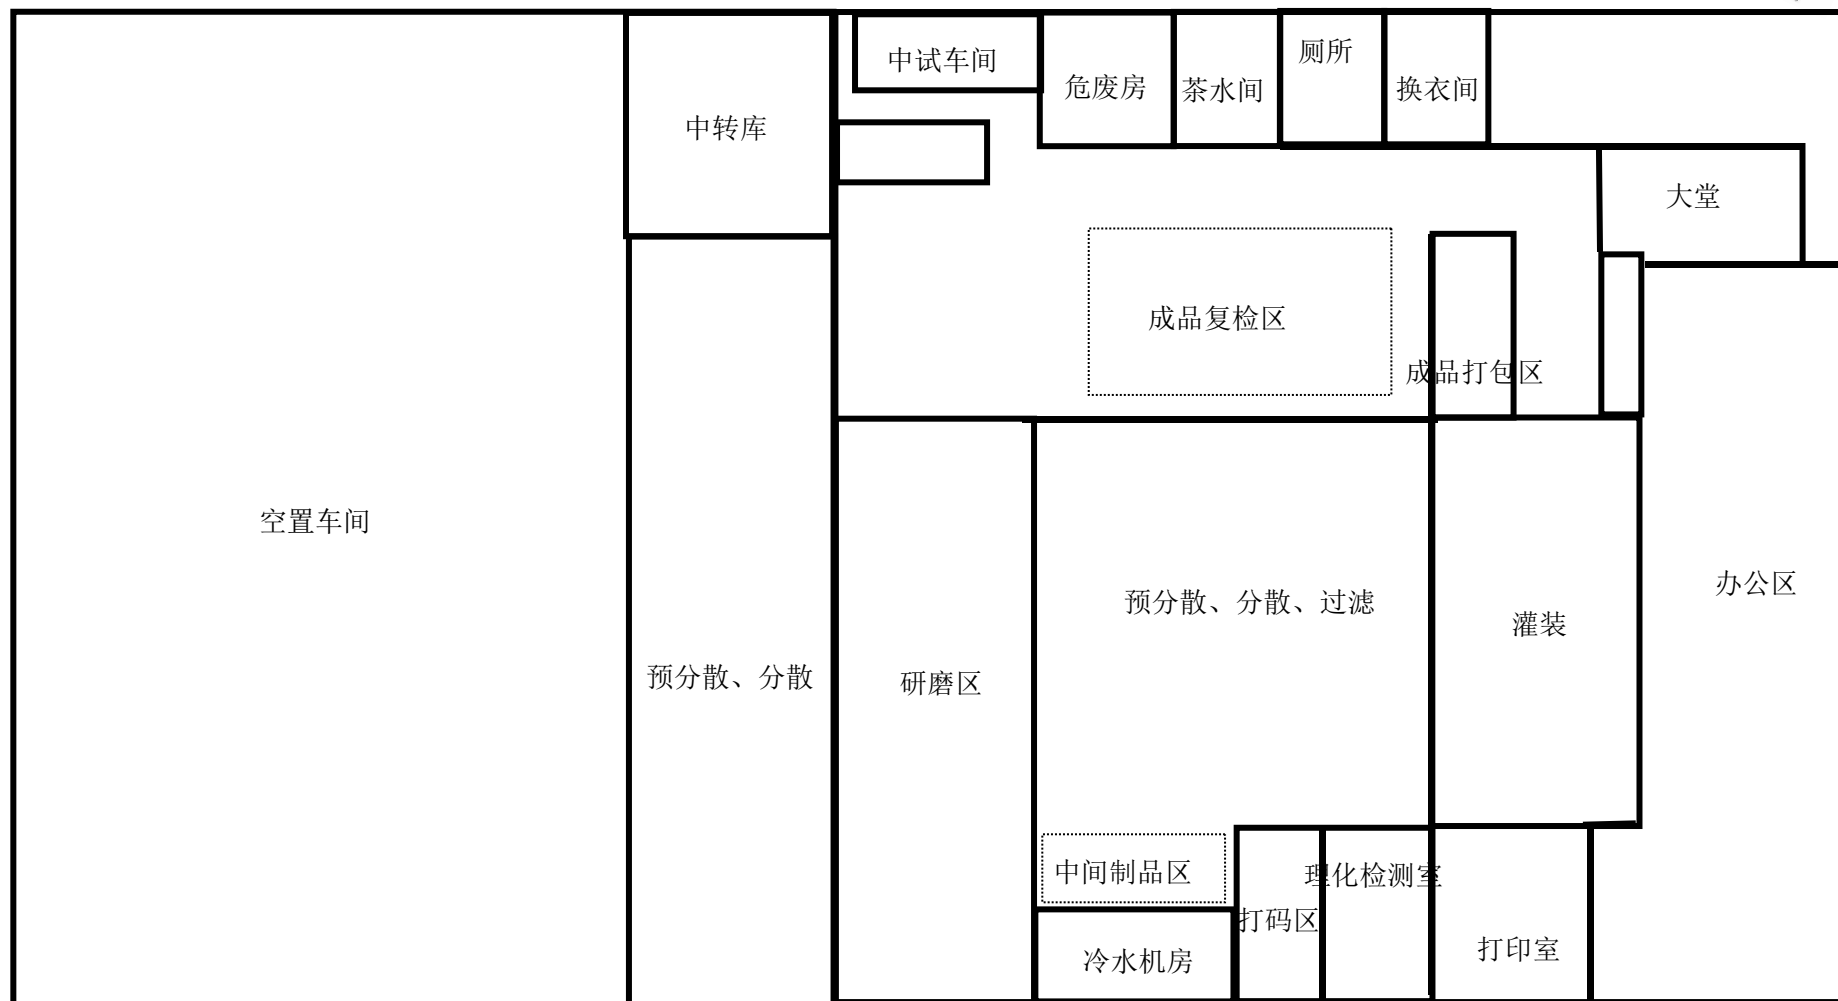 中试车间
危废房
茶水间
厕所
换衣间
中转库
大堂
成品复检区
成品打包区
空置车间
预分散、分散
研磨区
预分散、分散、过滤
灌装
办公区
中间制品区
理化检测室
打码区
冷水机房
打印室